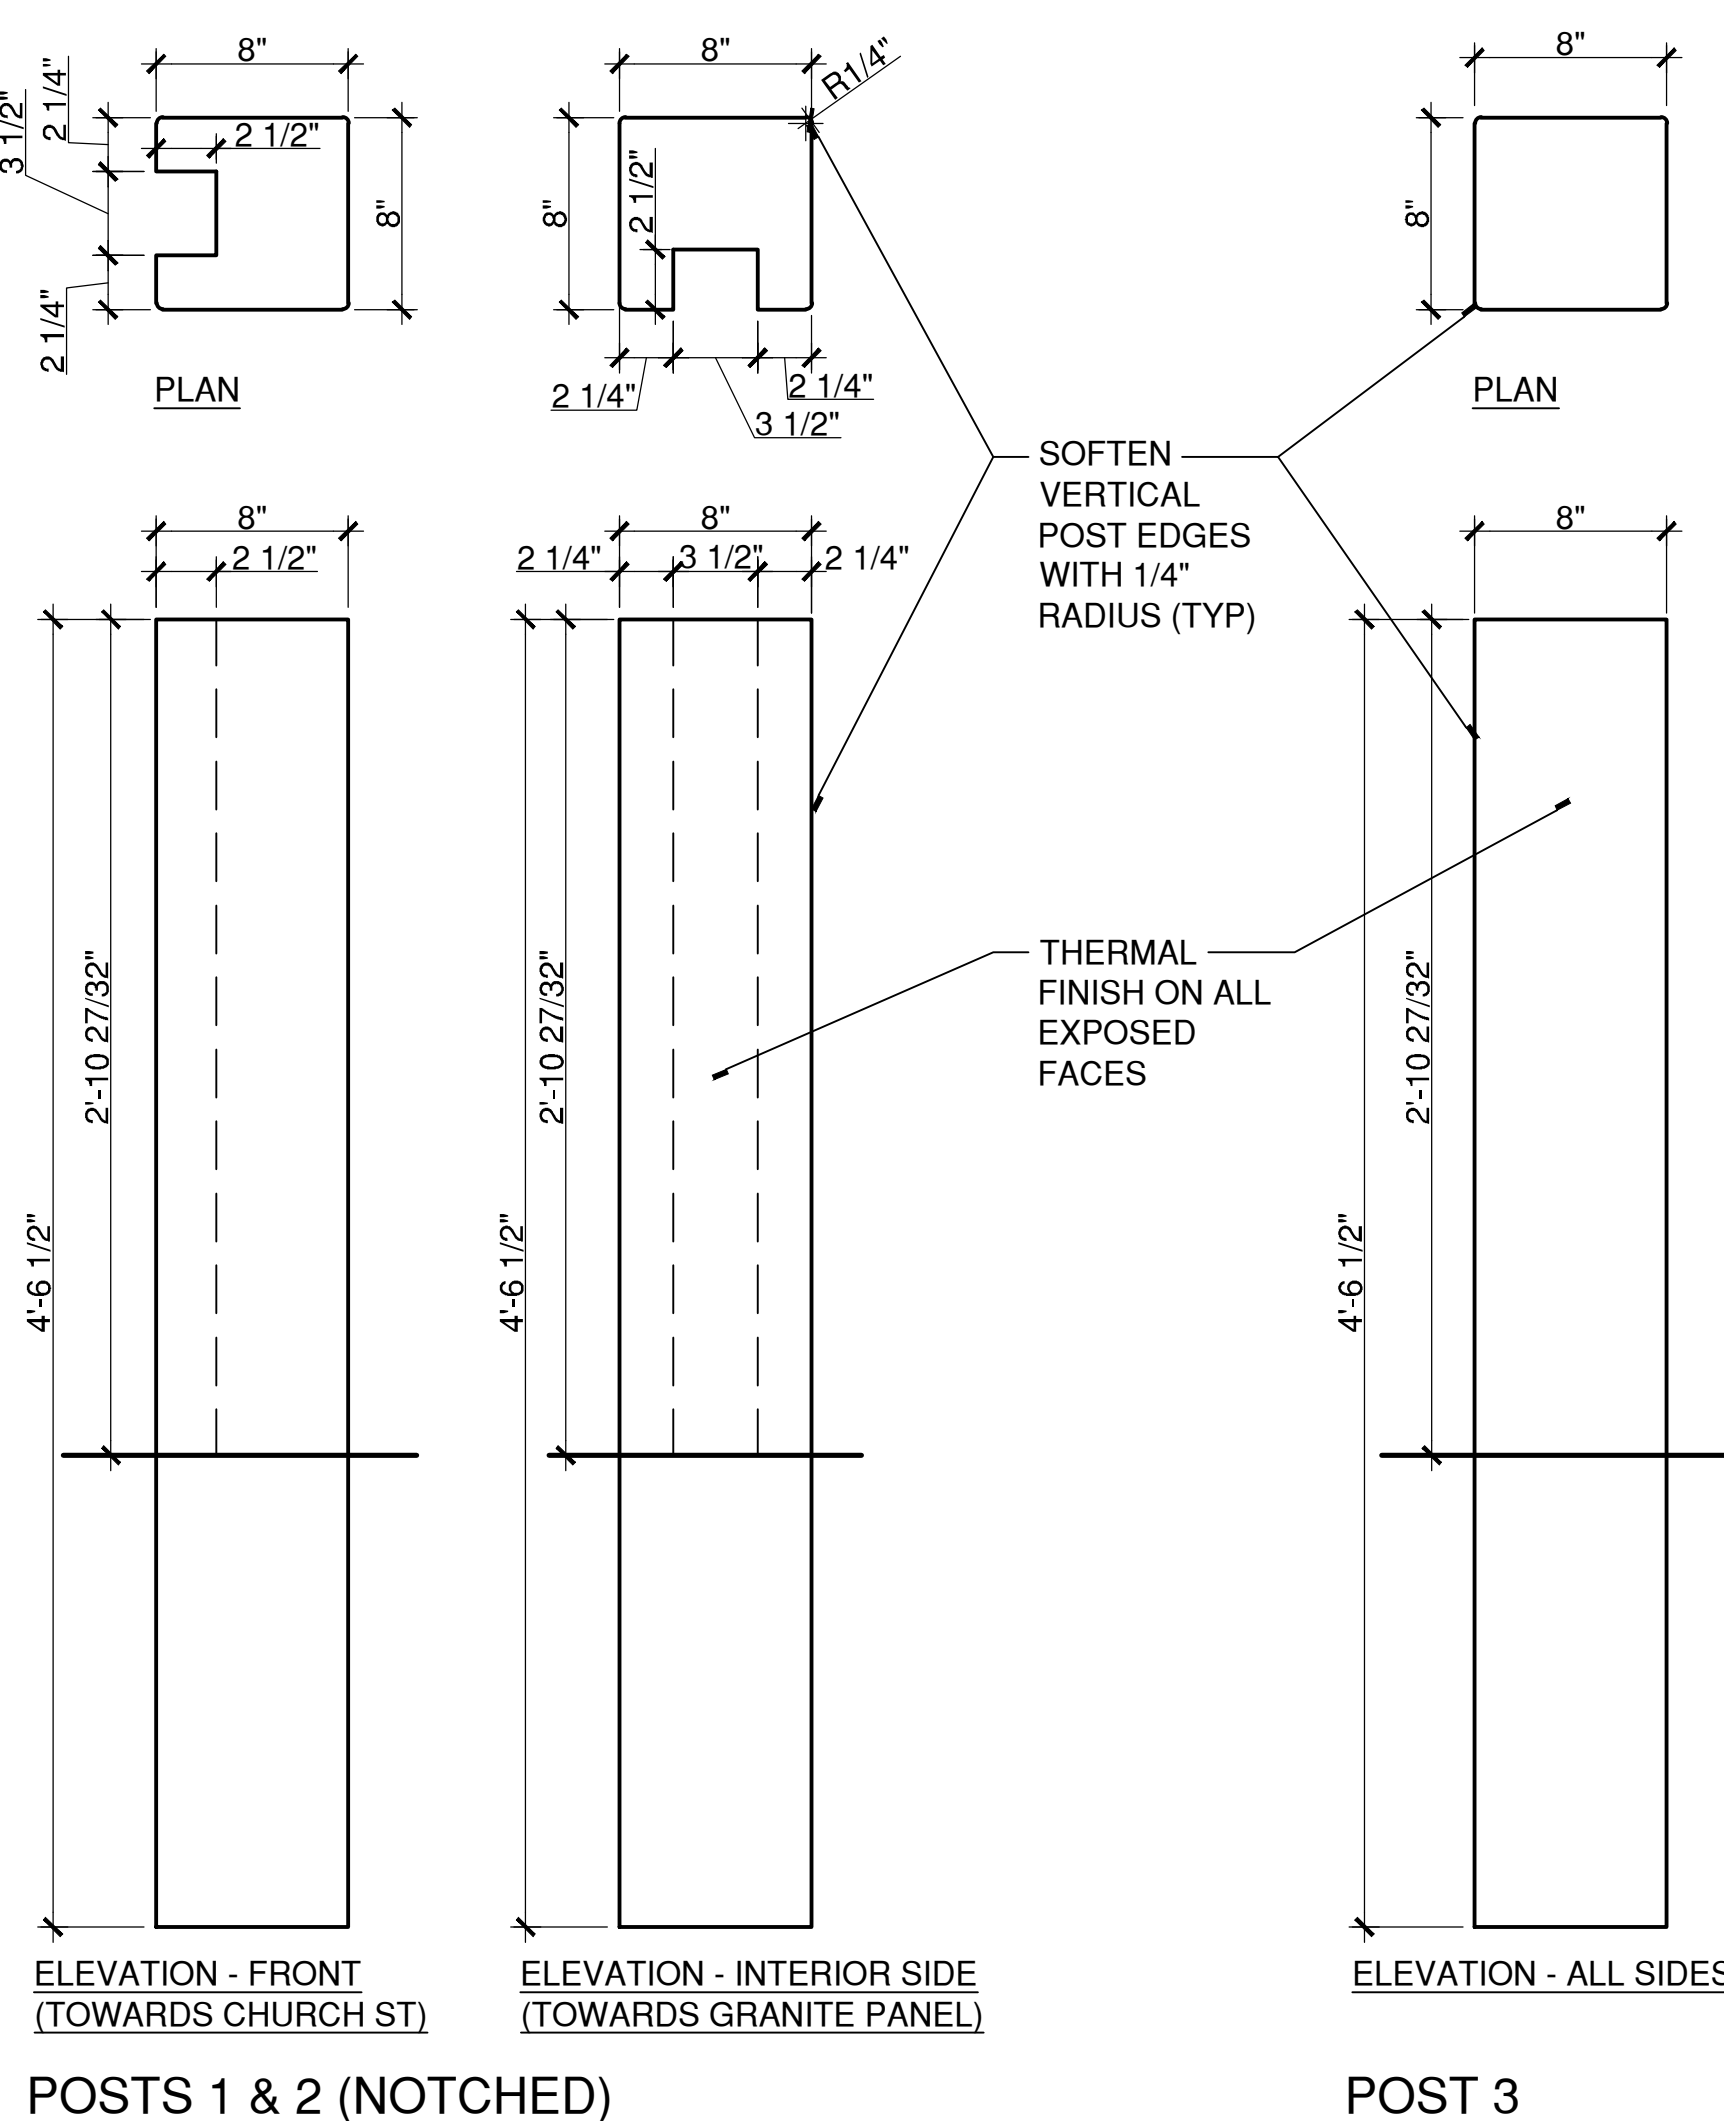 8"
2 1/4"
3 1/2"
2 1/2"
8"
2 1/4"
PLAN
8"
R1/4"
2 1/2"
8"
2 1/4"
2 1/4"
3 1/2"
8"
8"
PLAN
SOFTEN
VERTICAL
POST EDGES
WITH 1/4"
RADIUS (TYP)
8"
2 1/2"
8"
2 1/4"
3 1/2"
2 1/4"
8"
THERMAL
FINISH ON ALL
EXPOSED
FACES
2'-10 27/32"
4'-6 1/2"
2'-10 27/32"
4'-6 1/2"
2'-10 27/32"
4'-6 1/2"
ELEVATION - FRONT
(TOWARDS CHURCH ST)
ELEVATION - INTERIOR SIDE
(TOWARDS GRANITE PANEL)
ELEVATION - ALL SIDES
POSTS 1 & 2 (NOTCHED)
POST 3